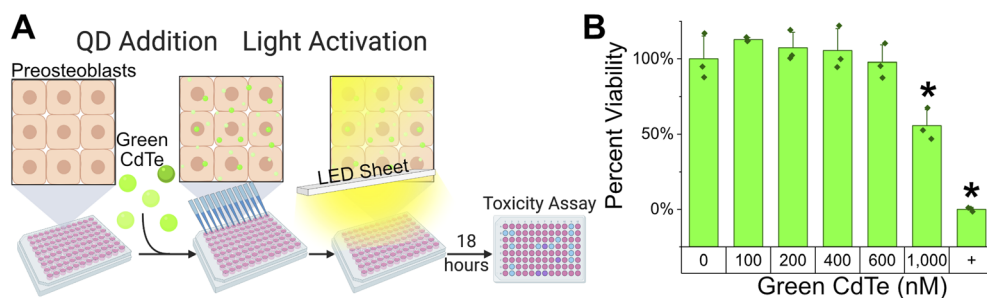 A
QD Addition Light Activation
Preosteoblasts
Green
CdTe
LED Sheet
18
hours
Toxicity Assay
B
Percent Viability
100%
50%
0%
* *
0 100 200 400 600 1,000 +
Green CdTe (nM)